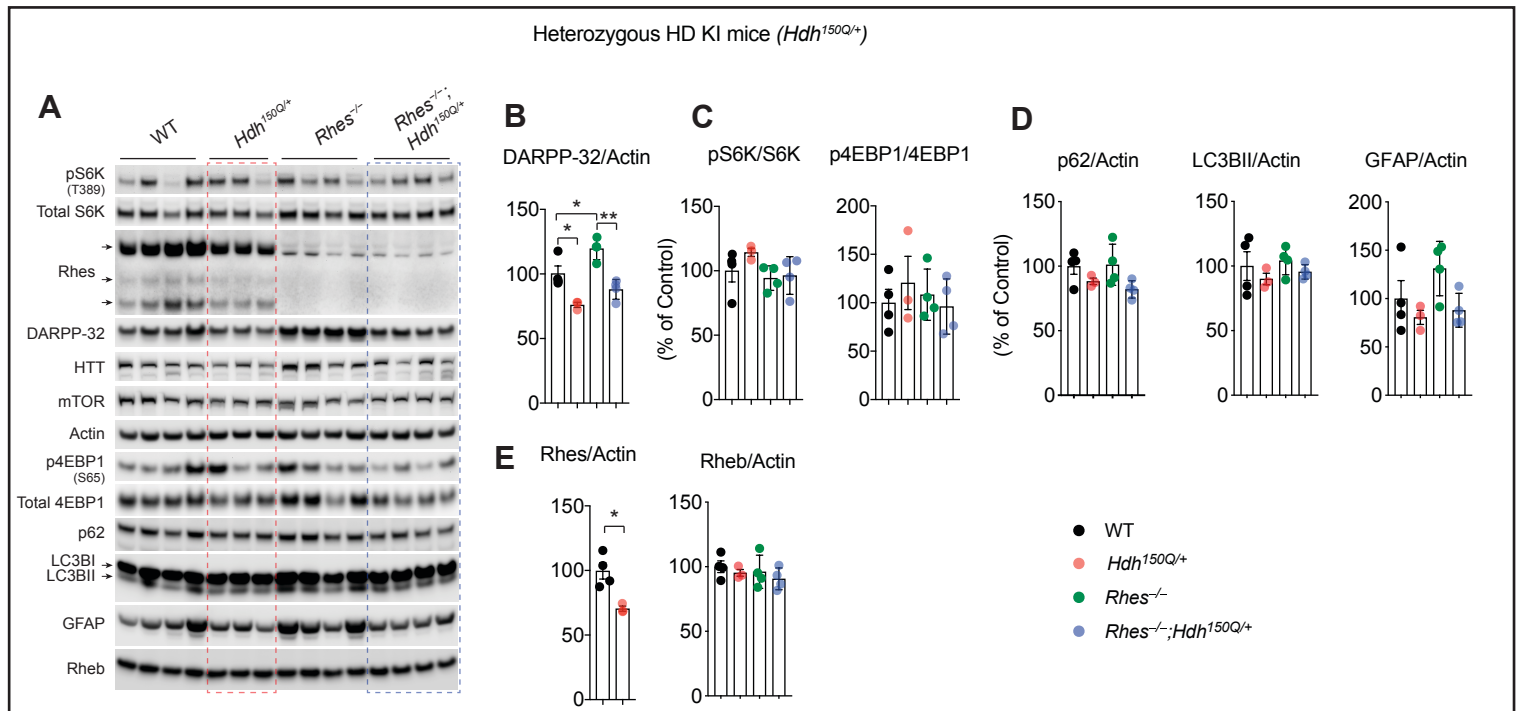 Heterozygous HD KI mice (Hdh150Q/+)
A
WT
Hdh150Q/+
Rhes–/–
Rhes–/–;
Hdh150Q/+
pS6K
(T389)
Total S6K
Rhes
DARPP-32
HTT
mTOR
Actin
p4EBP1
(S65)
Total 4EBP1
p62
LC3BI
LC3BII
GFAP
Rheb
B
DARPP-32/Actin
150
100
50
0
*
*
**
C
pS6K/S6K
(% of Control)
150
100
50
0
p4EBP1/4EBP1
200
150
100
50
0
D
p62/Actin
(% of Control)
150
100
50
0
LC3BII/Actin
150
100
50
0
GFAP/Actin
200
150
100
50
0
E
Rhes/Actin
150
100
50
0
*
Rheb/Actin
150
100
50
0
WT
Hdh150Q/+
Rhes–/–
Rhes–/–;Hdh150Q/+